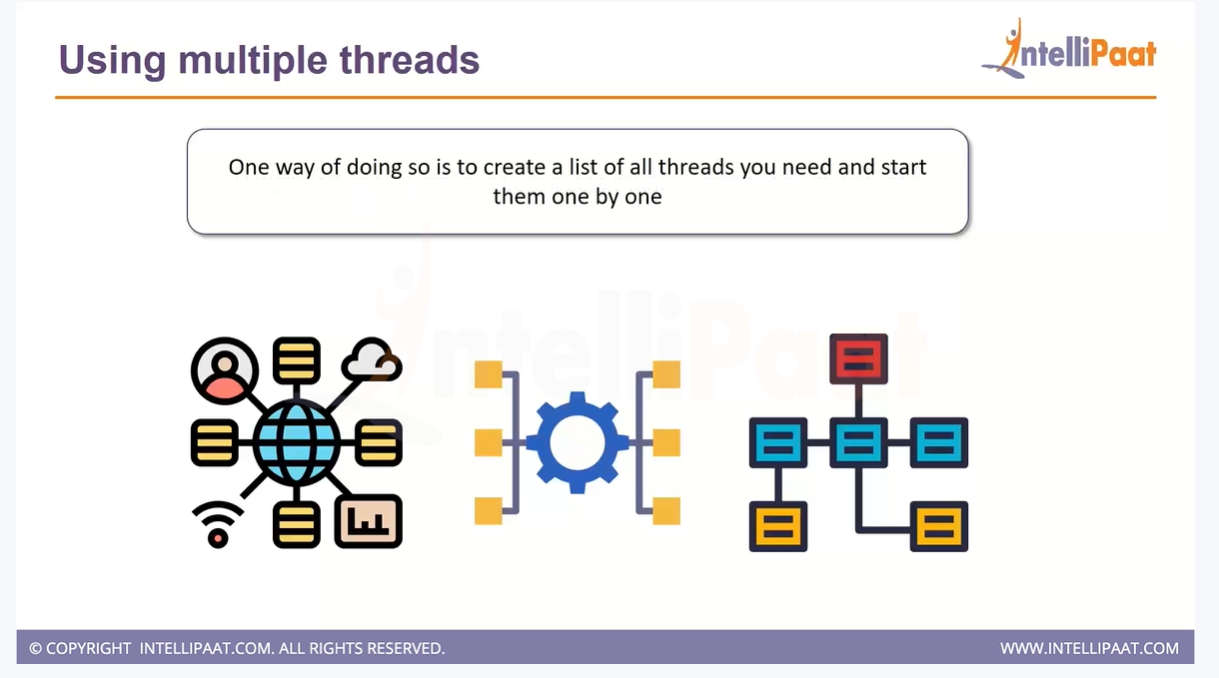 Using multiple threads
IntelliPaat
One way of doing so is to create a list of all threads you need and start
them one by one
IntelliPaat
© COPYRIGHT INTELLIPAAT.COM. ALL RIGHTS RESERVED.
WWW.INTELLIPAAT.COM